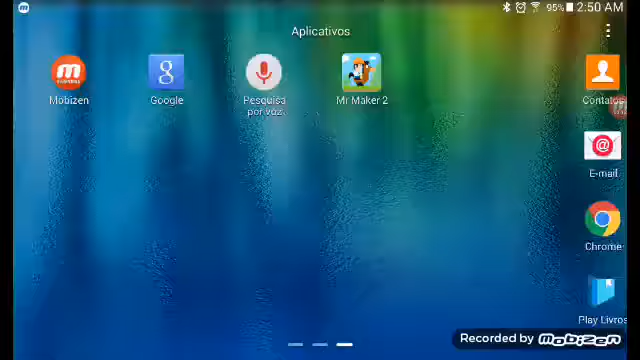 95% 2:50 AM
Aplicativos
Mobizen
Google
Pesquisa
por voz
Mr Maker 2
Contatos
E-mail
Chrome
Play Livros
Recorded by Mobizen